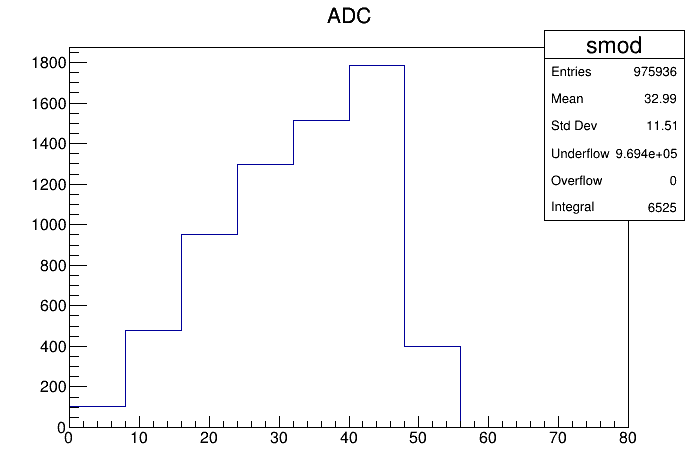 ADC
smod
Entries 975936
Mean 32.99
Std Dev 11.51
Underflow 9.694e+05
Overflow 0
Integral 6525
1800
1600
1400
1200
1000
800
600
400
200
0
0 10 20 30 40 50 60 70 80